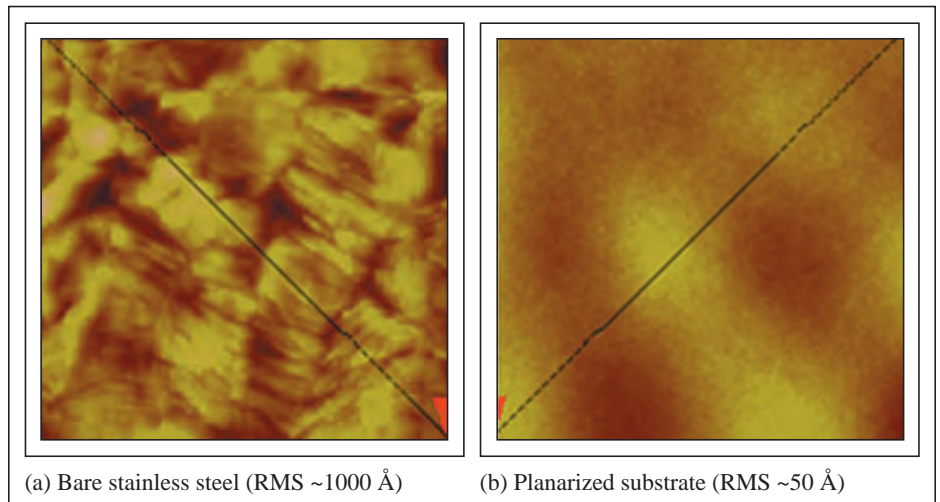 (a) Bare stainless steel (RMS ~1000 Å)
(b) Planarized substrate (RMS ~50 Å)